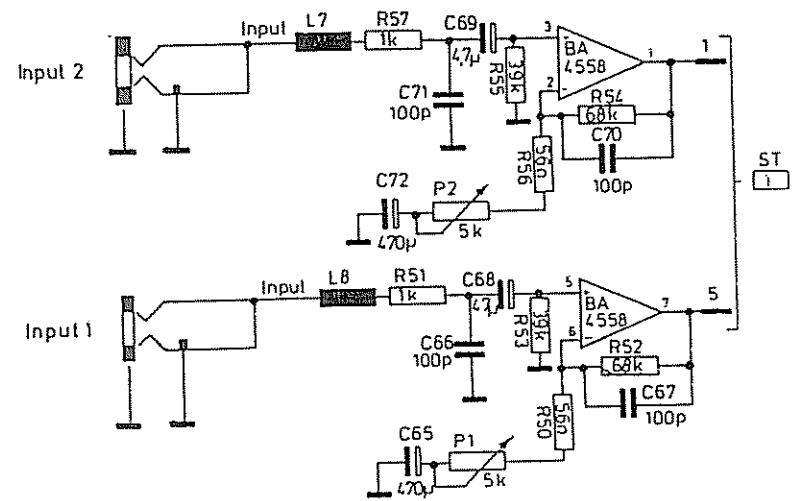 Input 2
Input
L7
R57
1k
C69
4,7µ
C71
100p
R55
39k
3
2
BA
4558
1
R54
68k
C70
100p
R56
56Ω
C72
470µ
P2
5k
1
ST
1
Input 1
Input
L8
R51
1k
C68
47µ
C66
100p
R53
39k
5
6
BA
4558
7
5
R52
68k
C67
100p
R50
56Ω
C65
470µ
P1
5k